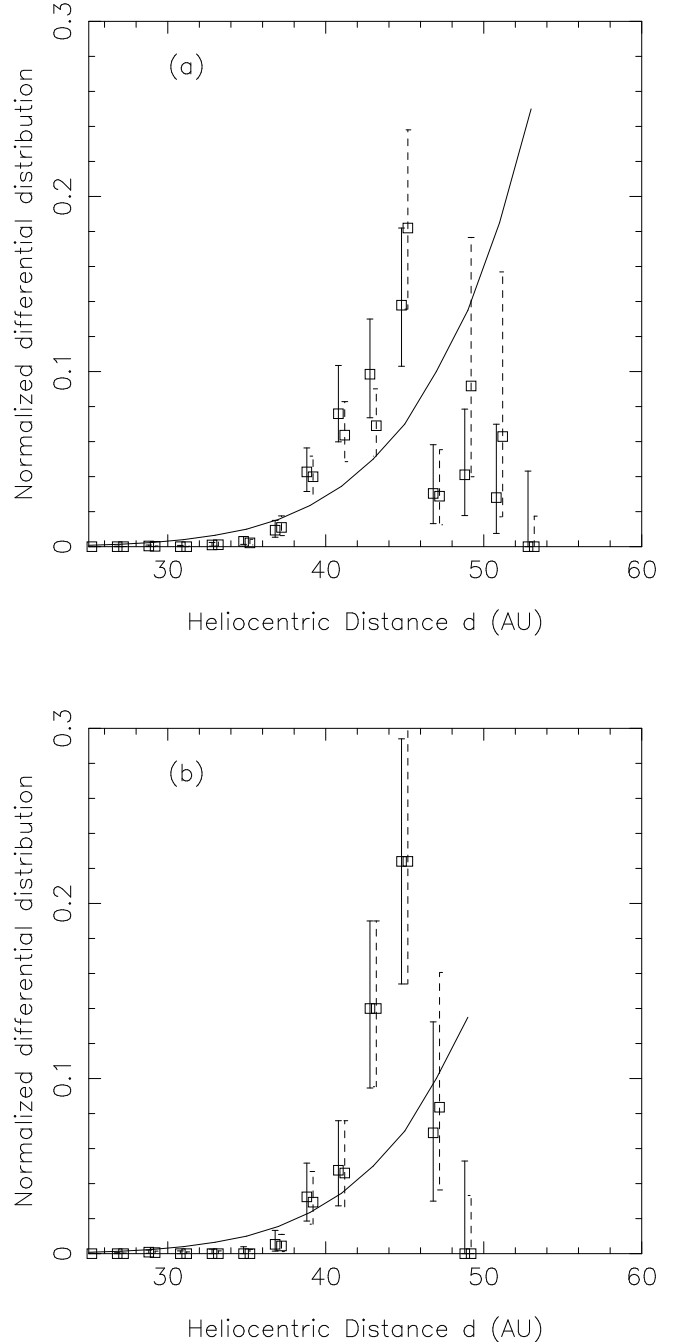 (a)
Normalized differential distribution
0.3
0.2
0.1
0
30 40 50 60
Heliocentric Distance d (AU)
(b)
Normalized differential distribution
0.3
0.2
0.1
0
30 40 50 60
Heliocentric Distance d (AU)